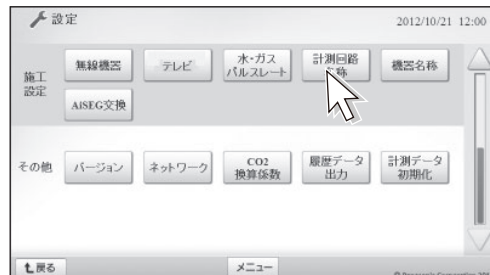 設定
2012/10/21 12:00
施工
設定
無線機器
テレビ
水・ガス
パルスレート
計測回路
称
機器名称
AiSEG交換
その他
バージョン
ネットワーク
CO2
換算係数
履歴データ
出力
計測データ
初期化
戻る
メニュー